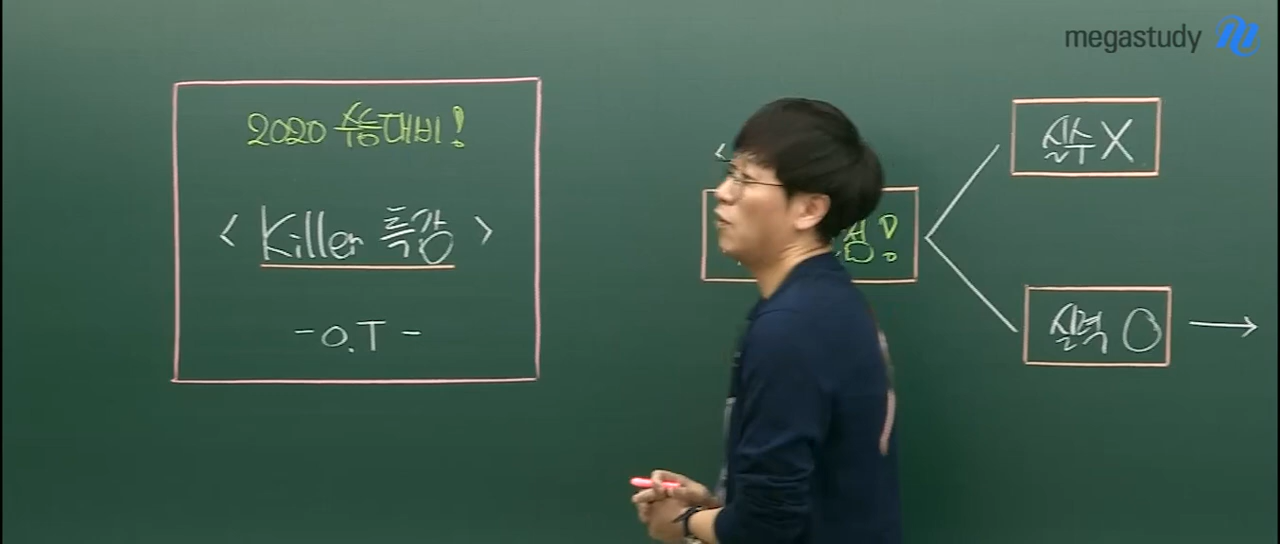 megastudy
2020 수능대비!
< Killer 특강 >
- O.T -
<
!
실수 X
실력 O →